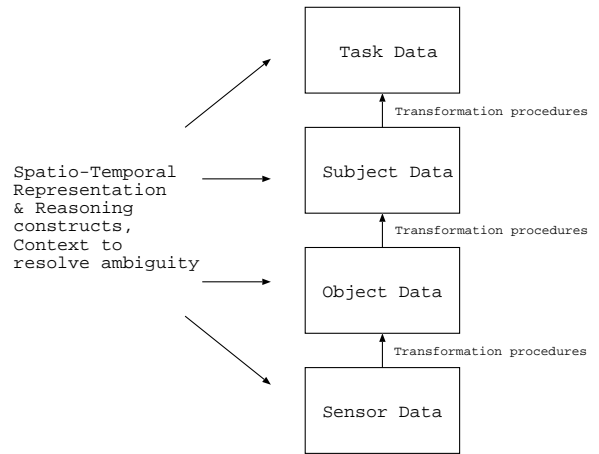 Task Data
Transformation procedures
Subject Data
Transformation procedures
Object Data
Transformation procedures
Sensor Data
Spatio-Temporal
Representation
& Reasoning
constructs,
Context to
resolve ambiguity